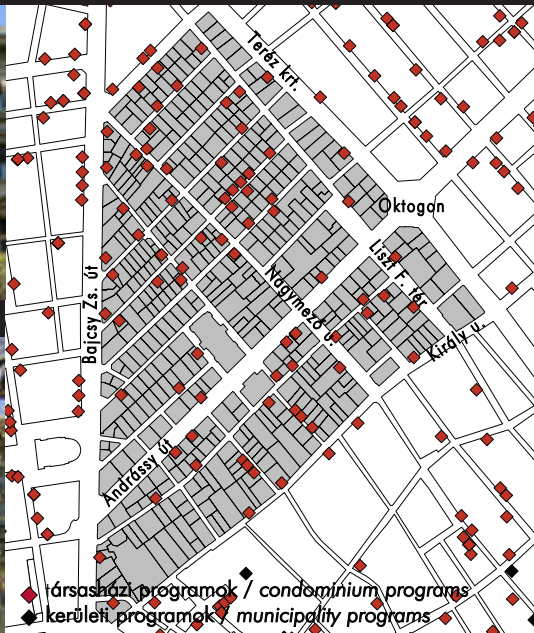 Teréz krt.
Oktogon
Liszt F. tér
Nagymező u.
Király u.
Bajcsy Zs. út
Andrássy út
társasházi programok / condominium programs
kerületi programok / municipality programs